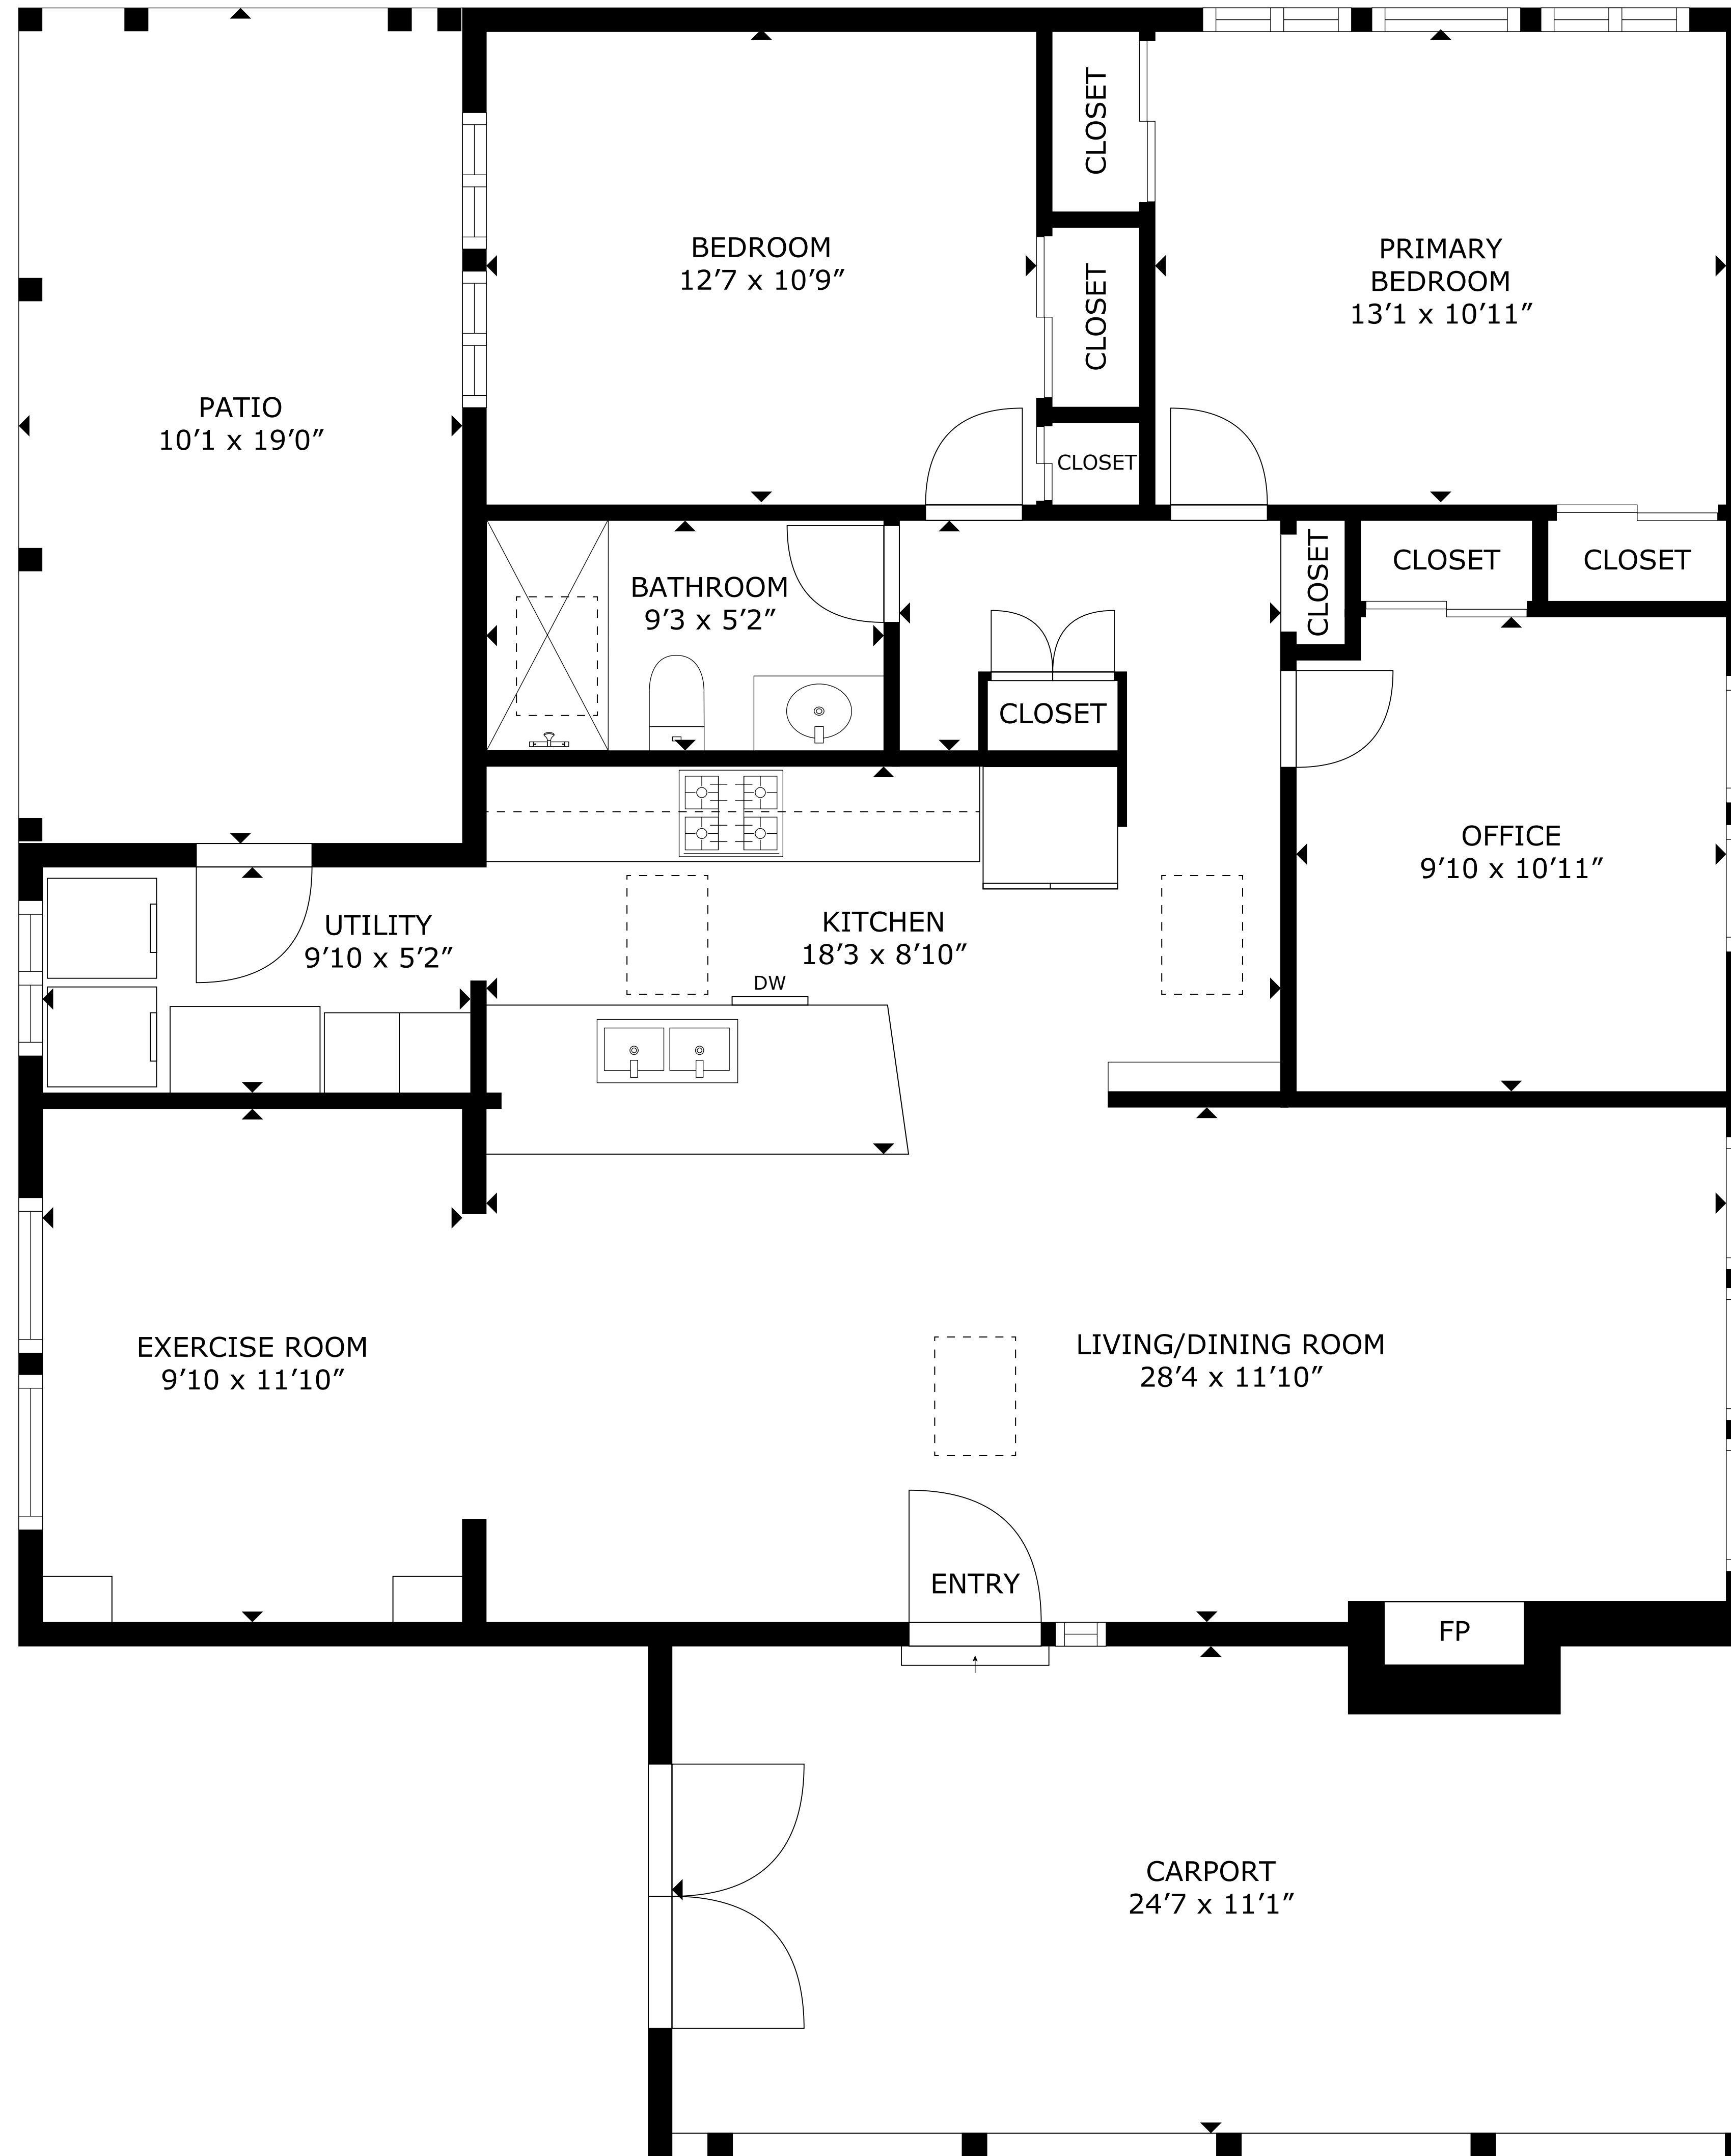 CLOSET
BEDROOM
12’7 x 10’9”
PRIMARY
BEDROOM
13’1 x 10’11”
CLOSET
PATIO
10’1 x 19’0”
CLOSET
BATHROOM
9’3 x 5’2”
CLOSET
CLOSET
CLOSET
CLOSET
OFFICE
9’10 x 10’11”
UTILITY
9’10 x 5’2”
KITCHEN
18’3 x 8’10”
DW
EXERCISE ROOM
9’10 x 11’10”
LIVING/DINING ROOM
28’4 x 11’10”
ENTRY
FP
CARPORT
24’7 x 11’1”